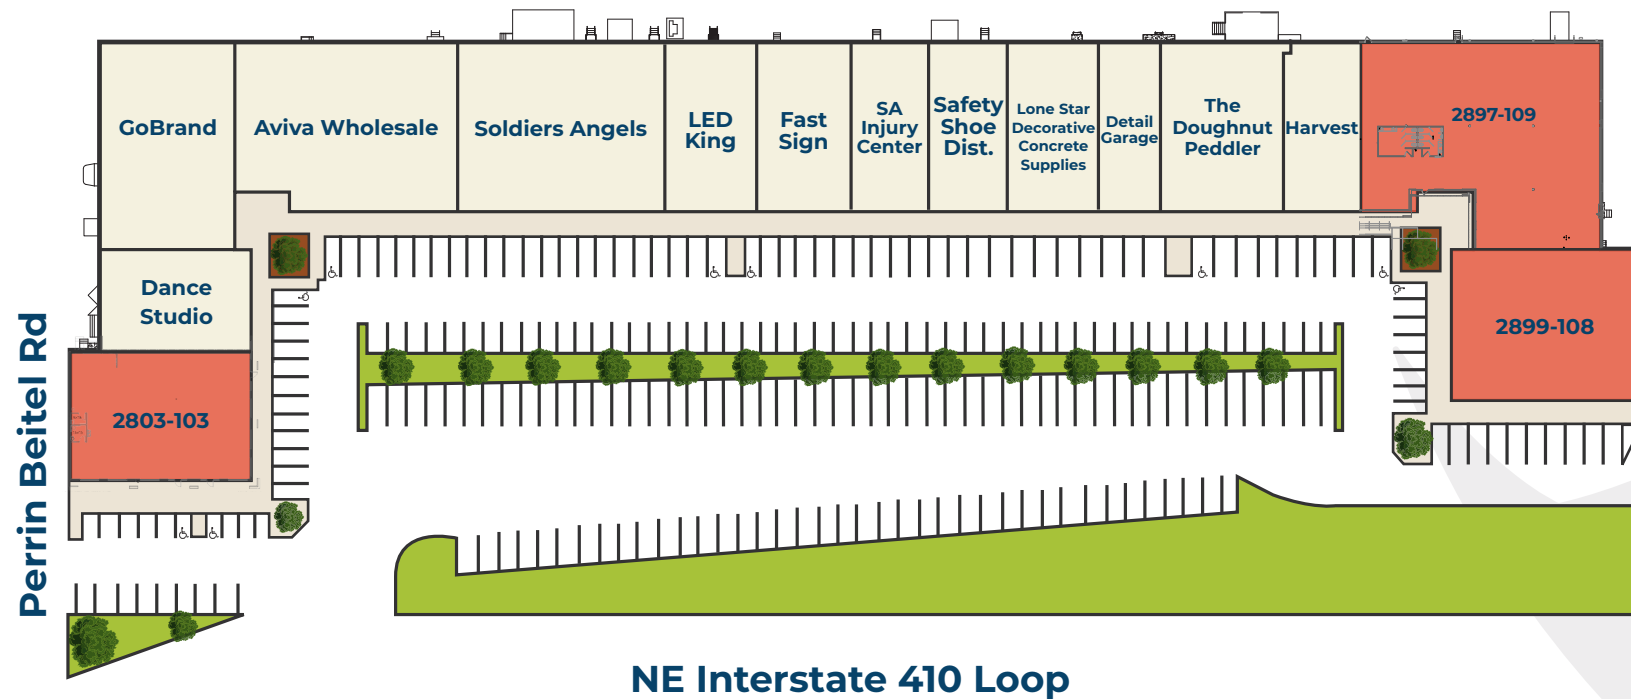 GoBrand
Aviva Wholesale
Soldiers Angels
LED
King
Fast
Sign
SA
Injury
Center
Safety
Shoe
Dist.
Lone Star
Decorative
Concrete
Supplies
Detail
Garage
The
Doughnut
Peddler
Harvest
2897-109
Dance
Studio
2899-108
2803-103
Perrin Beitel Rd
NE Interstate 410 Loop